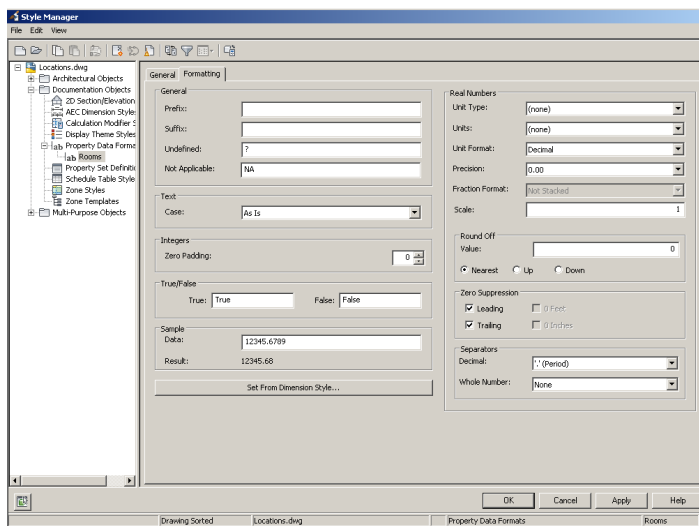 Style Manager
File Edit View
Locations.dwg
Architectural Objects
Documentation Objects
2D Section/Elevation
AEC Dimension Style
Calculation Modifier S
Display Theme Styles
Property Data Forma
Rooms
Property Set Definitio
Schedule Table Style
Zone Styles
Zone Templates
Multi-Purpose Objects
General Formatting
General
Prefix:
Suffix:
Undefined: ?
Not Applicable: NA
Text
Case: As Is
Integers
Zero Padding: 0
True/False
True: True False: False
Sample
Data: 12345.6789
Result: 12345.68
Set From Dimension Style...
Real Numbers
Unit Type: (none)
Units: (none)
Unit Format: Decimal
Precision: 0.00
Fraction Format: Not Stacked
Scale: 1
Round Off
Value: 0
Nearest Up Down
Zero Suppression
Leading 0 Feet
Trailing 0 Inches
Separators
Decimal: '.' (Period)
Whole Number: None
OK Cancel Apply Help
Drawing Sorted Locations.dwg Property Data Formats Rooms